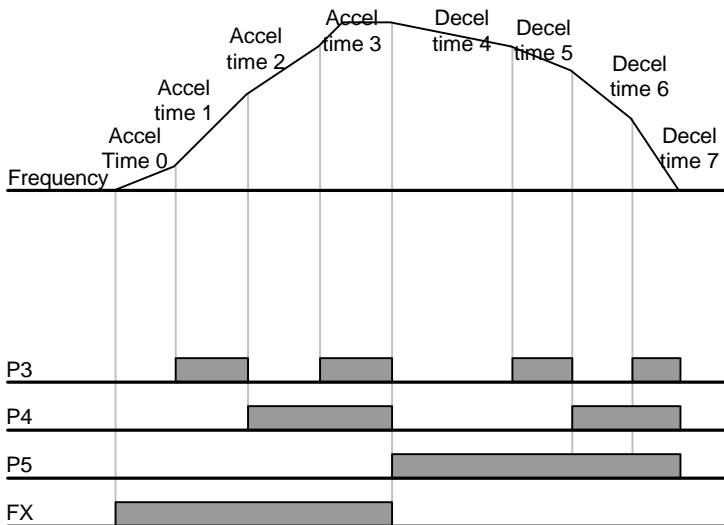 Accel
time 3
Decel
time 4
Decel
time 5
Accel
time 2
Decel
time 6
Accel
time 1
Accel
Time 0
Decel
time 7
Frequency
P3
P4
P5
FX